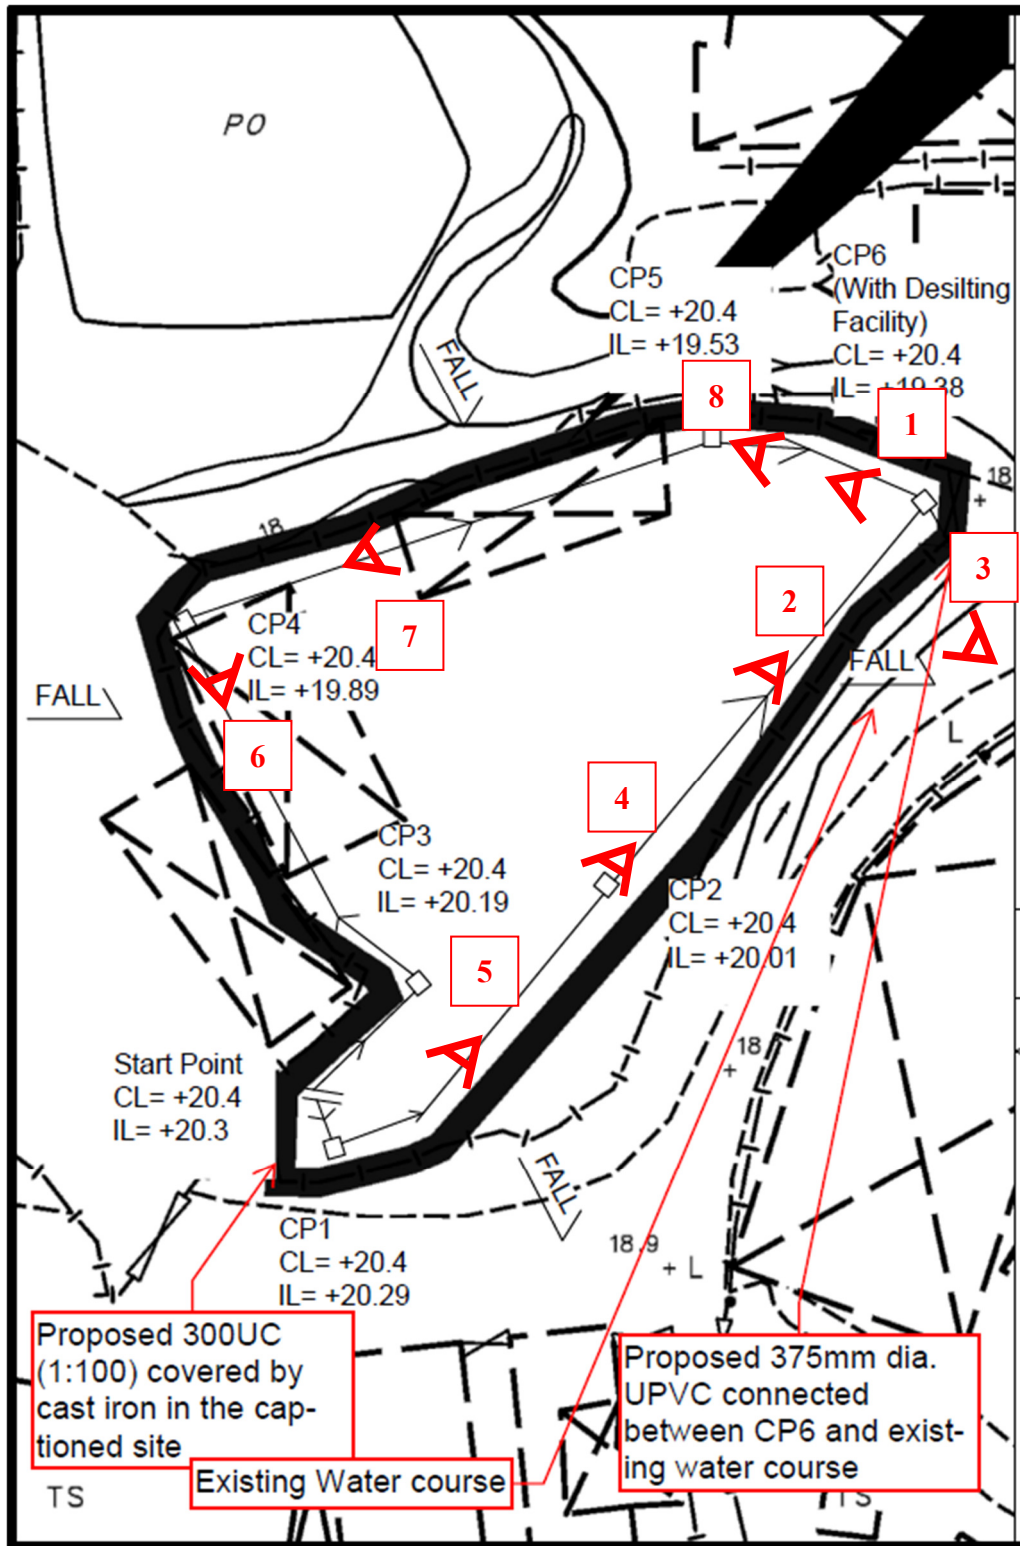 PO
CP5
CL= +20.4
IL= +19.53
CP6
(With Desilting
Facility)
CL= +20.4
IL= +19.38
FALL
8
1
18
18
3
2
7
CP4
CL= +20.4
IL= +19.89
FALL
FALL
6
L
4
CP3
CL= +20.4
IL= +20.19
CP2
CL= +20.4
IL= +20.01
5
18
Start Point
CL= +20.4
IL= +20.3
FALL
CP1
CL= +20.4
IL= +20.29
18.9
L
Proposed 300UC
(1:100) covered by
cast iron in the cap-
tioned site
Proposed 375mm dia.
UPVC connected
between CP6 and exist-
ing water course
Existing Water course
TS
TS